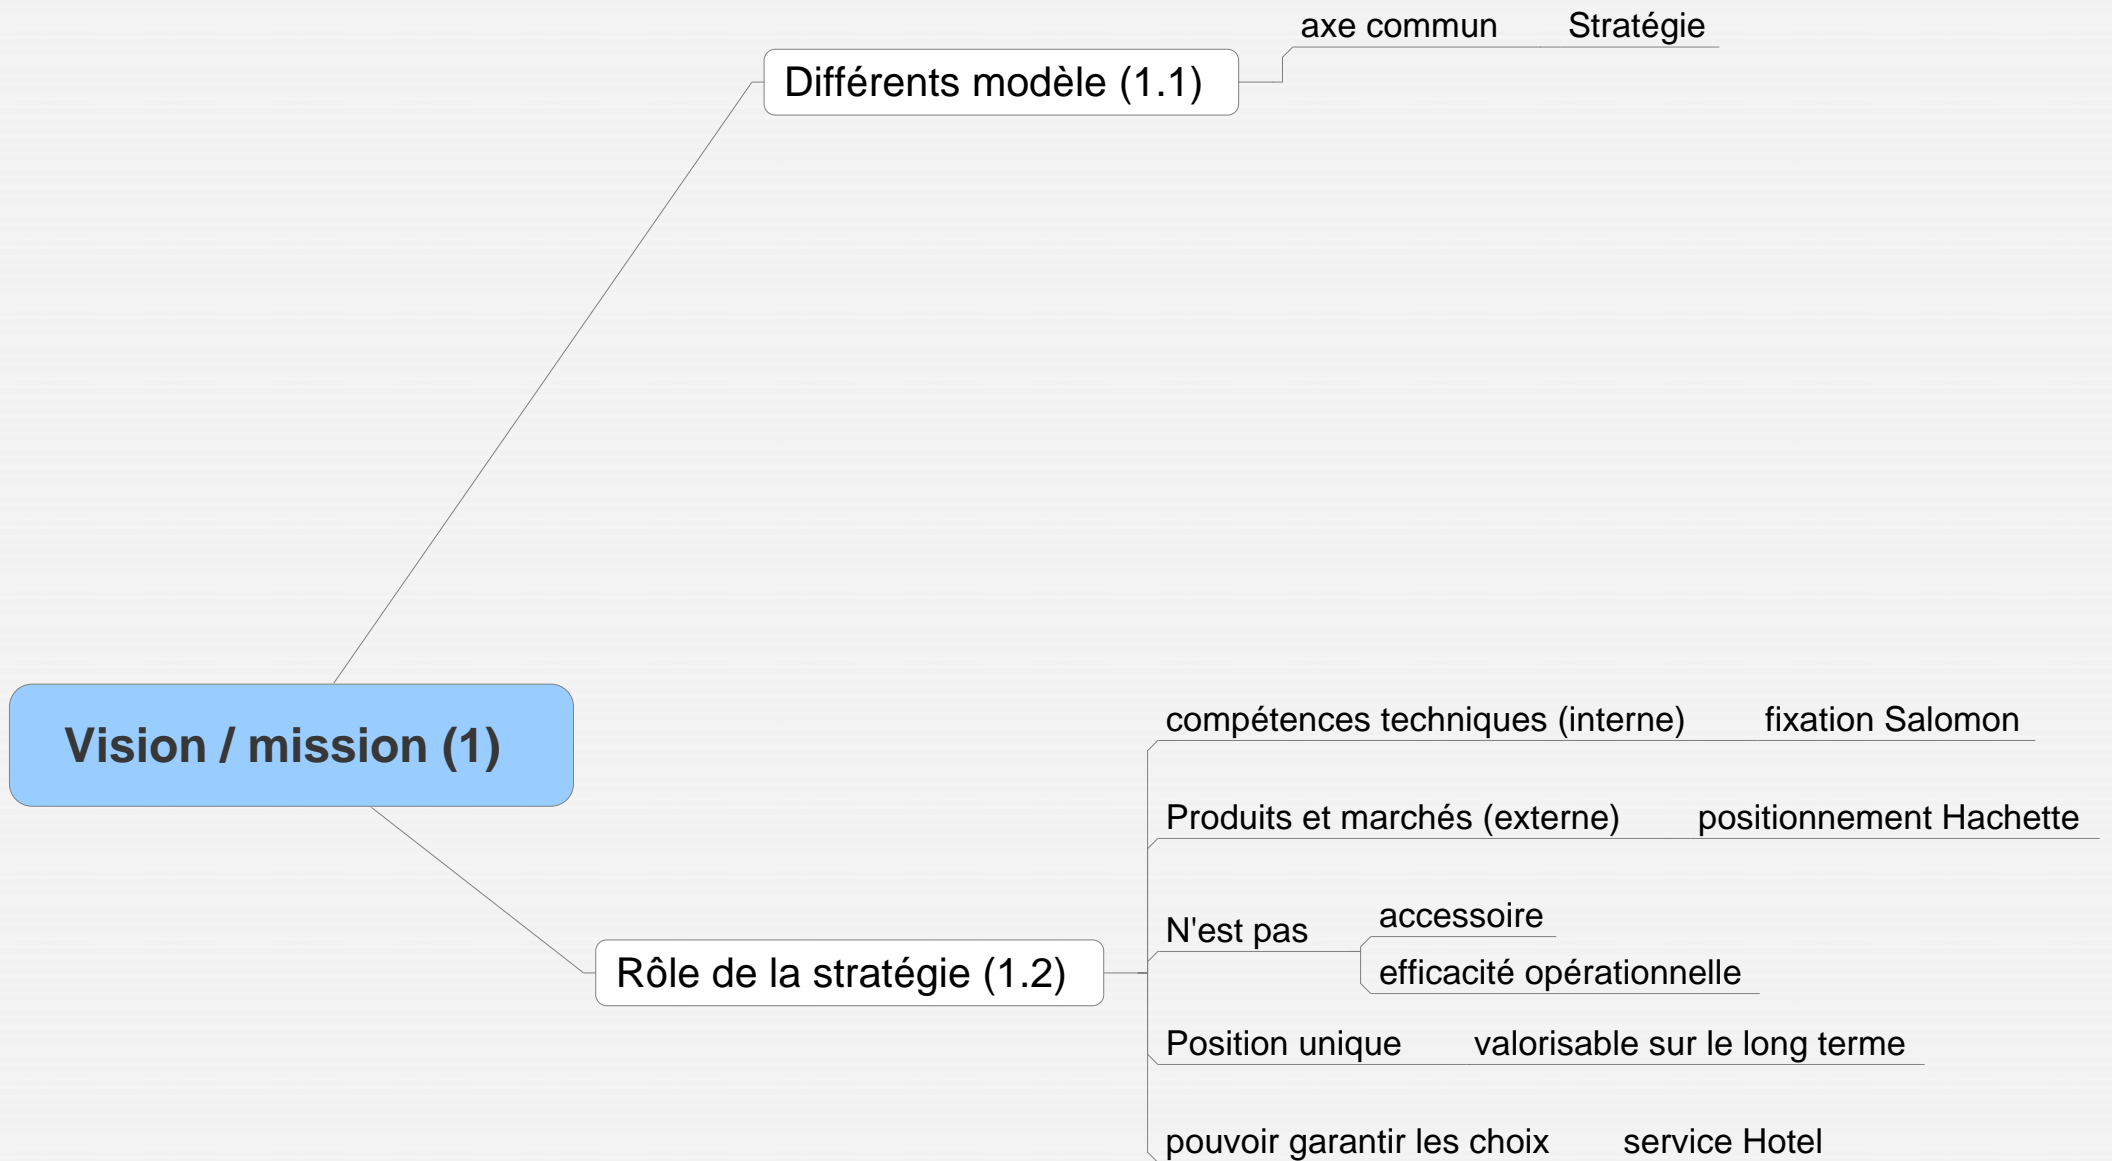 axe commun Stratégie
Différents modèle (1.1)
Vision / mission (1)
compétences techniques (interne) fixation Salomon
Produits et marchés (externe) positionnement Hachette
N'est pas
accessoire
efficacité opérationnelle
Rôle de la stratégie (1.2)
Position unique valorisable sur le long terme
pouvoir garantir les choix service Hotel